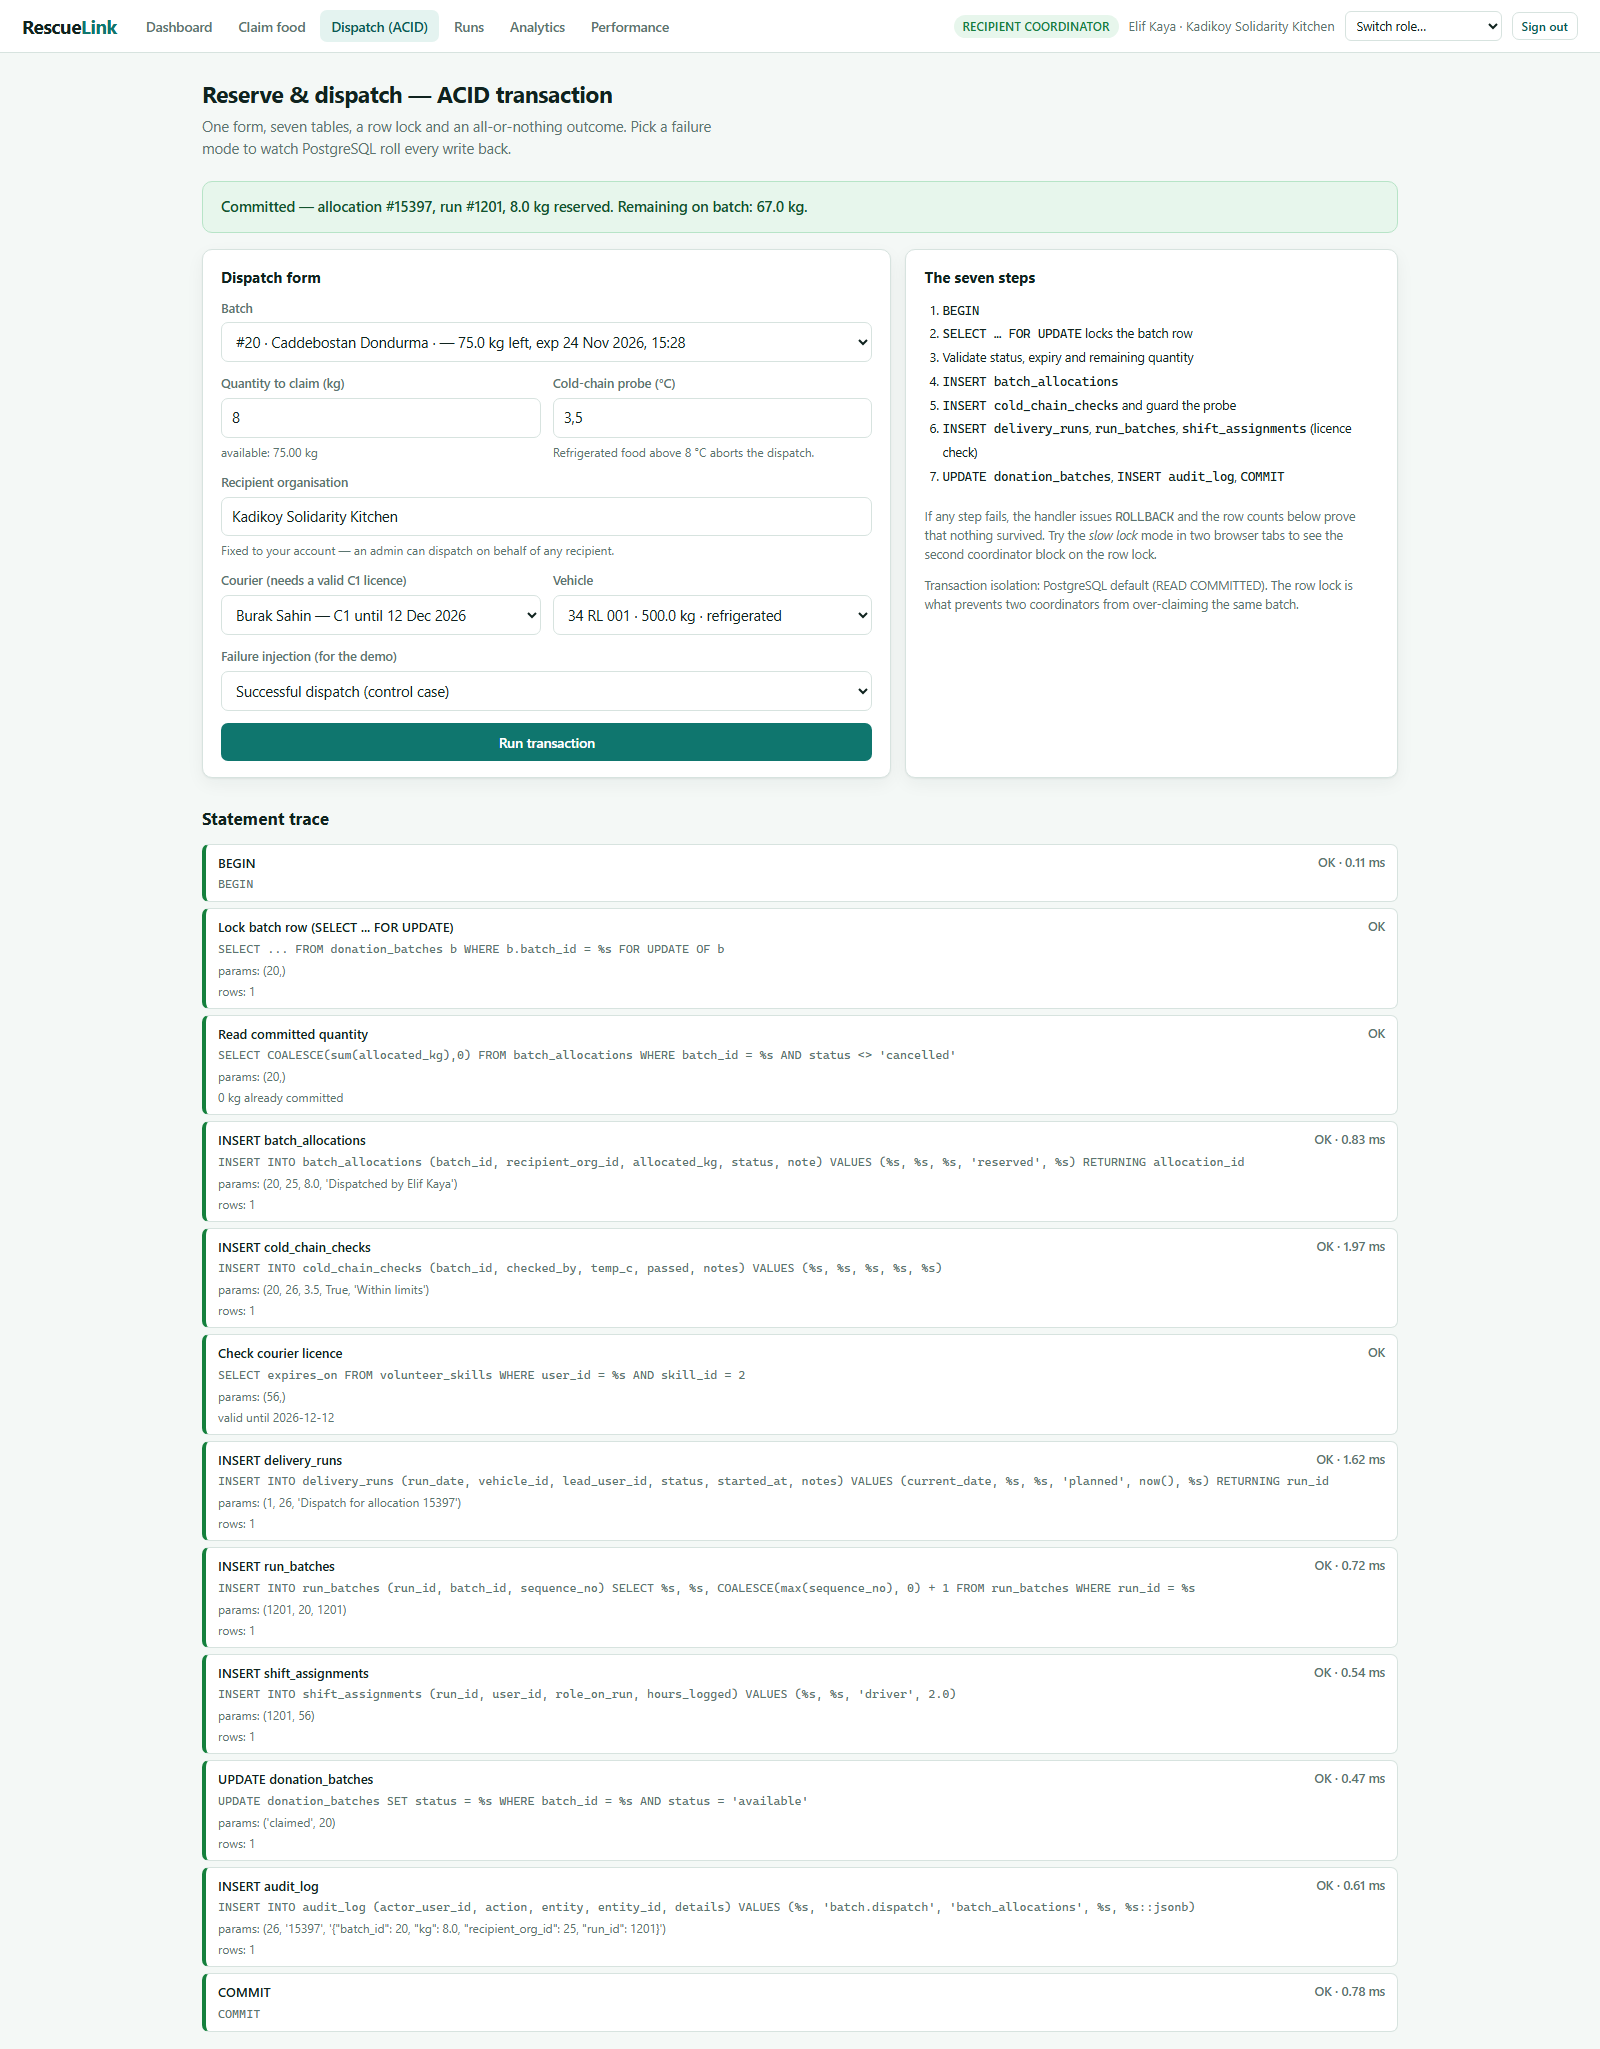 RescueLink
Dashboard
Claim food
Dispatch (ACID)
Runs
Analytics
Performance
RECIPIENT COORDINATOR
Elif Kaya · Kadikoy Solidarity Kitchen
Switch role...
Sign out
Reserve & dispatch — ACID transaction
One form, seven tables, a row lock and an all-or-nothing outcome. Pick a failure
mode to watch PostgreSQL roll every write back.
Committed — allocation #15397, run #1201, 8.0 kg reserved. Remaining on batch: 67.0 kg.
Dispatch form
Batch
#20 · Caddebostan Dondurma · — 75.0 kg left, exp 24 Nov 2026, 15:28
Quantity to claim (kg)
Cold-chain probe (°C)
8
3,5
available: 75.00 kg
Refrigerated food above 8 °C aborts the dispatch.
Recipient organisation
Kadikoy Solidarity Kitchen
Fixed to your account — an admin can dispatch on behalf of any recipient.
Courier (needs a valid C1 licence)
Vehicle
Burak Sahin — C1 until 12 Dec 2026
34 RL 001 · 500.0 kg · refrigerated
Failure injection (for the demo)
Successful dispatch (control case)
Run transaction
The seven steps
1. BEGIN
2. SELECT … FOR UPDATE locks the batch row
3. Validate status, expiry and remaining quantity
4. INSERT batch_allocations
5. INSERT cold_chain_checks and guard the probe
6. INSERT delivery_runs, run_batches, shift_assignments (licence
check)
7. UPDATE donation_batches, INSERT audit_log, COMMIT
If any step fails, the handler issues ROLLBACK and the row counts below prove
that nothing survived. Try the slow lock mode in two browser tabs to see the
second coordinator block on the row lock.
Transaction isolation: PostgreSQL default (READ COMMITTED). The row lock is
what prevents two coordinators from over-claiming the same batch.
Statement trace
BEGIN
OK · 0.11 ms
BEGIN
Lock batch row (SELECT ... FOR UPDATE)
OK
SELECT ... FROM donation_batches b WHERE b.batch_id = %s FOR UPDATE OF b
params: (20,)
rows: 1
Read committed quantity
OK
SELECT COALESCE(sum(allocated_kg),0) FROM batch_allocations WHERE batch_id = %s AND status <> 'cancelled'
params: (20,)
0 kg already committed
INSERT batch_allocations
OK · 0.83 ms
INSERT INTO batch_allocations (batch_id, recipient_org_id, allocated_kg, status, note) VALUES (%s, %s, %s, 'reserved', %s) RETURNING allocation_id
params: (20, 25, 8.0, 'Dispatched by Elif Kaya')
rows: 1
INSERT cold_chain_checks
OK · 1.97 ms
INSERT INTO cold_chain_checks (batch_id, checked_by, temp_c, passed, notes) VALUES (%s, %s, %s, %s, %s)
params: (20, 26, 3.5, True, 'Within limits')
rows: 1
Check courier licence
OK
SELECT expires_on FROM volunteer_skills WHERE user_id = %s AND skill_id = 2
params: (56,)
valid until 2026-12-12
INSERT delivery_runs
OK · 1.62 ms
INSERT INTO delivery_runs (run_date, vehicle_id, lead_user_id, status, started_at, notes) VALUES (current_date, %s, %s, 'planned', now(), %s) RETURNING run_id
params: (1, 26, 'Dispatch for allocation 15397')
rows: 1
INSERT run_batches
OK · 0.72 ms
INSERT INTO run_batches (run_id, batch_id, sequence_no) SELECT %s, %s, COALESCE(max(sequence_no), 0) + 1 FROM run_batches WHERE run_id = %s
params: (1201, 20, 1201)
rows: 1
INSERT shift_assignments
OK · 0.54 ms
INSERT INTO shift_assignments (run_id, user_id, role_on_run, hours_logged) VALUES (%s, %s, 'driver', 2.0)
params: (1201, 56)
rows: 1
UPDATE donation_batches
OK · 0.47 ms
UPDATE donation_batches SET status = %s WHERE batch_id = %s AND status = 'available'
params: ('claimed', 20)
rows: 1
INSERT audit_log
OK · 0.61 ms
INSERT INTO audit_log (actor_user_id, action, entity, entity_id, details) VALUES (%s, 'batch.dispatch', 'batch_allocations', %s, %s::jsonb)
params: (26, '15397', '{"batch_id": 20, "kg": 8.0, "recipient_org_id": 25, "run_id": 1201}')
rows: 1
COMMIT
OK · 0.78 ms
COMMIT